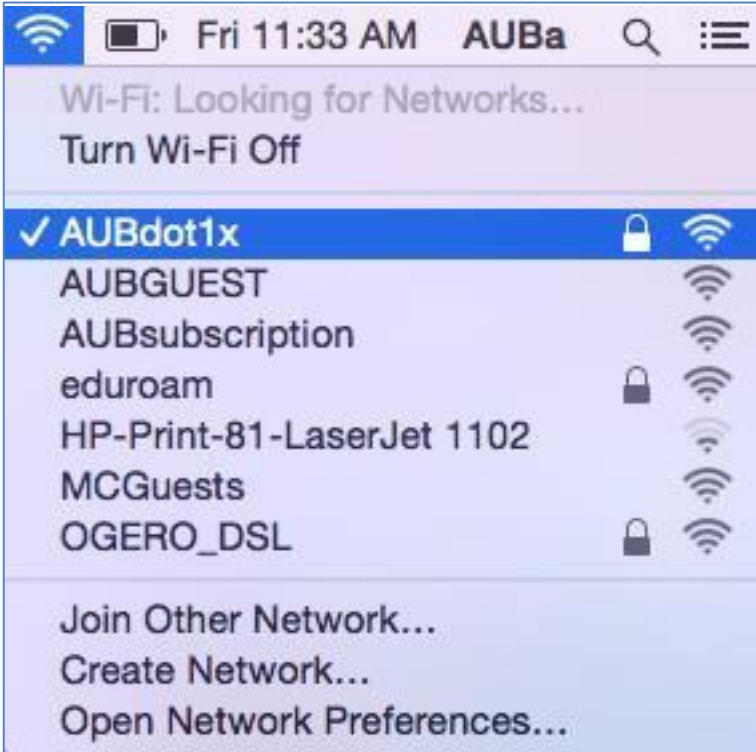 Fri 11:33 AM AUBa
Wi-Fi: Looking for Networks...
Turn Wi-Fi Off
AUBdot1x
AUBGUEST
AUBsubscription
eduroam
HP-Print-81-LaserJet 1102
MCGuests
OGERO_DSL
Join Other Network...
Create Network...
Open Network Preferences...